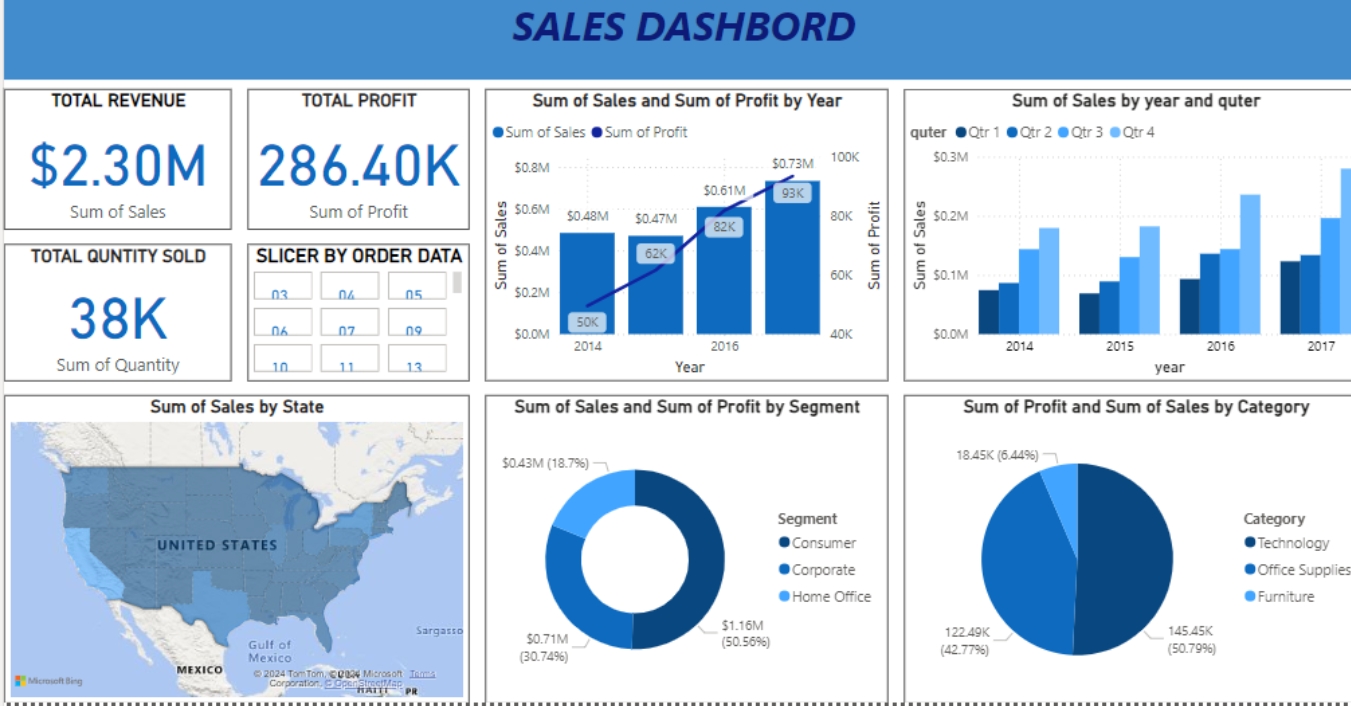 SALES DASHBORD
TOTAL REVENUE
$2.30M
Sum of Sales
TOTAL PROFIT
286.40K
Sum of Profit
TOTAL QUNTITY SOLD
38K
Sum of Quantity
SLICER BY ORDER DATA
03 04 05
06 07 09
10 11 13
Sum of Sales and Sum of Profit by Year
Sum of Sales Sum of Profit
Sum of Sales
$0.8M
$0.6M
$0.4M
$0.2M
$0.0M
$0.48M
$0.47M
$0.61M
$0.73M
50K
62K
82K
93K
100K
80K
60K
40K
Sum of Profit
2014 2016
Year
Sum of Sales by year and quter
quter Qtr 1 Qtr 2 Qtr 3 Qtr 4
Sum of Sales
$0.3M
$0.2M
$0.1M
$0.0M
2014 2015 2016 2017
year
Sum of Sales by State
UNITED STATES
Gulf of
Mexico
Sargasso
MEXICO
HAITI PR
Microsoft Bing
© 2024 TomTom, © 2024 Microsoft
Corporation, © OpenStreetMap Terms
Sum of Sales and Sum of Profit by Segment
$0.43M (18.7%)
$0.71M
(30.74%)
$1.16M
(50.56%)
Segment
Consumer
Corporate
Home Office
Sum of Profit and Sum of Sales by Category
18.45K (6.44%)
122.49K
(42.77%)
145.45K
(50.79%)
Category
Technology
Office Supplies
Furniture